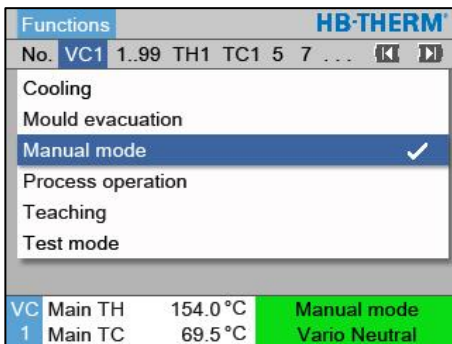 Functions HB-THERM®
No. VC1 1..99 TH1 TC1 5 7 ...
Cooling
Mould evacuation
Manual mode
Process operation
Teaching
Test mode
VC Main TH 154.0 °C Manual mode
1 Main TC 69.5 °C Vario Neutral